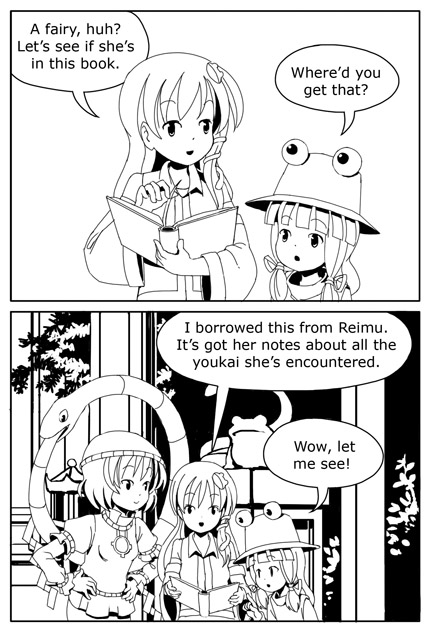 A fairy, huh?
Let's see if she's
in this book.
Where'd you
get that?
I borrowed this from Reimu.
It's got her notes about all the
youkai she's encountered.
Wow, let
me see!